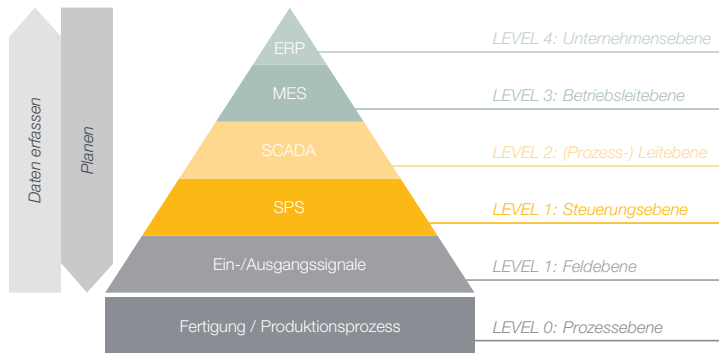 Daten erfassen
Planen
ERP
LEVEL 4: Unternehmensebene
MES
LEVEL 3: Betriebsleitebene
SCADA
LEVEL 2: (Prozess-) Leitebene
SPS
LEVEL 1: Steuerungsebene
Ein-/Ausgangssignale
LEVEL 1: Feldebene
Fertigung / Produktionsprozess
LEVEL 0: Prozessebene